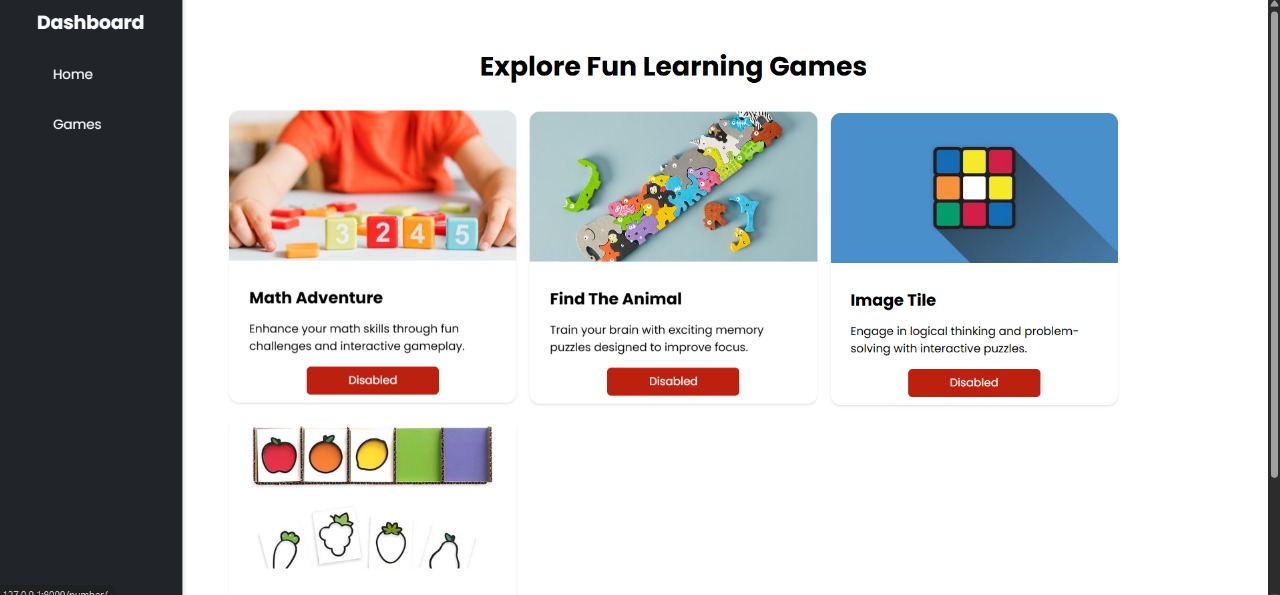 Dashboard
Home
Games
Explore Fun Learning Games
3 2 4 5
Math Adventure
Enhance your math skills through fun
challenges and interactive gameplay.
Disabled
Find The Animal
Train your brain with exciting memory
puzzles designed to improve focus.
Disabled
Image Tile
Engage in logical thinking and problem-
solving with interactive puzzles.
Disabled
127.0.0.1:8000/number/